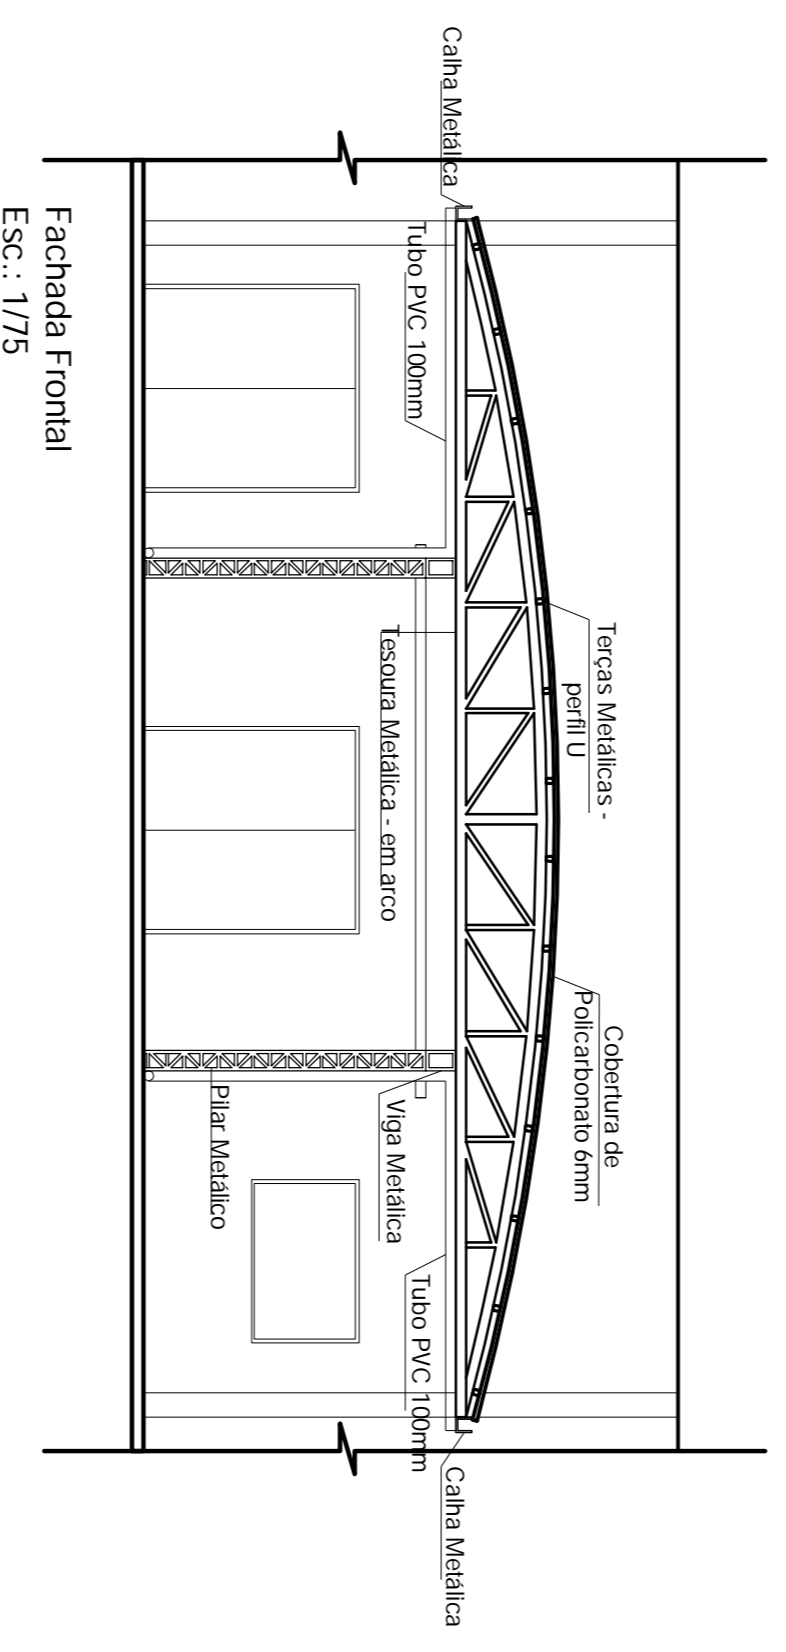 Terças Metálicas -
perfil U
Cobertura de
Policarbonato 6mm
Calha Metálica
Calha Metálica
Tubo PVC 100mm
Tubo PVC 100mm
Tesoura Metálica - em arco
Viga Metálica
Pilar Metálico
Fachada Frontal
Esc.: 1/75